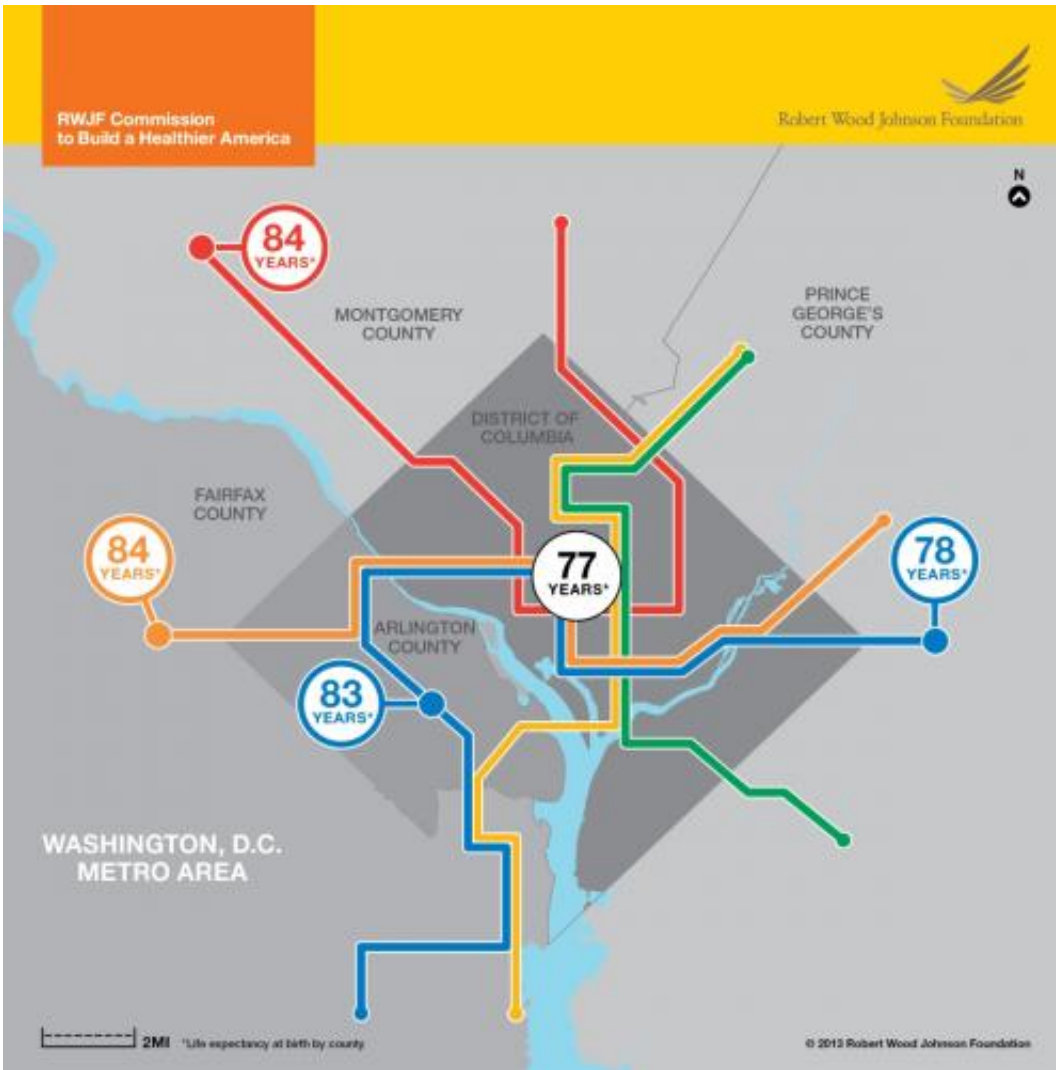 RWJF Commission
to Build a Healthier America
Robert Wood Johnson Foundation
N
84
YEARS*
MONTGOMERY
COUNTY
PRINCE
GEORGE'S
COUNTY
DISTRICT OF
COLUMBIA
FAIRFAX
COUNTY
84
YEARS*
77
YEARS*
78
YEARS*
ARLINGTON
COUNTY
83
YEARS*
WASHINGTON, D.C.
METRO AREA
2MI *Life expectancy at birth by county
© 2013 Robert Wood Johnson Foundation